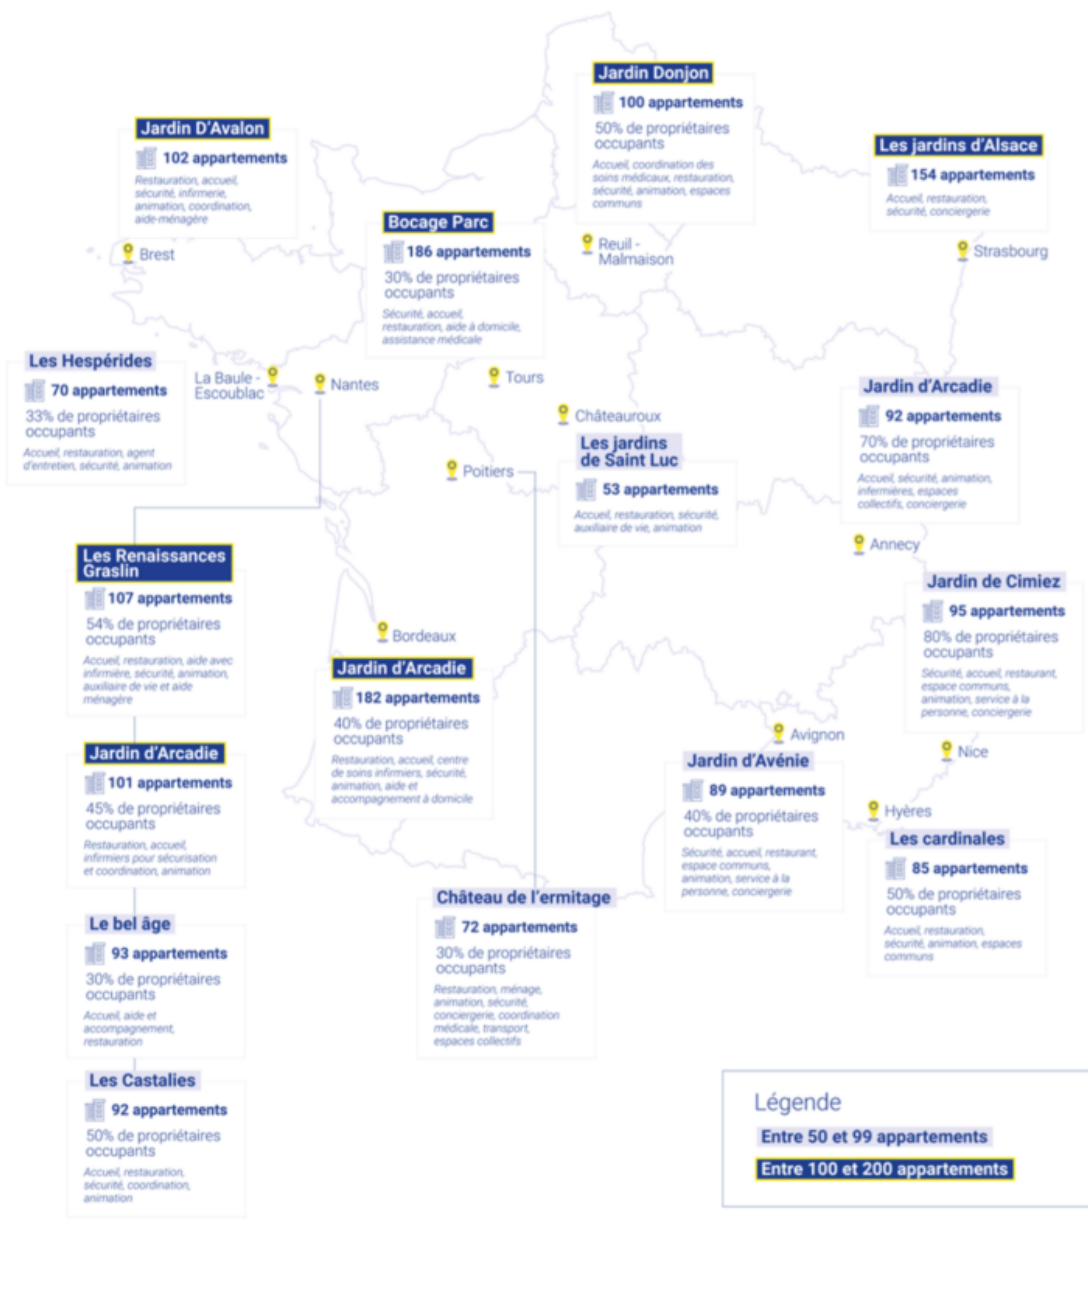 Jardin Donjon
100 appartements
50% de propriétaires
occupants
Accueil, coordination des
soins médicaux, restauration,
sécurité, animation, espaces
communs
Reuil -
Malmaison
Jardin D'Avalon
102 appartements
Restauration, accueil,
sécurité, infirmerie,
animation, coordination,
aide-ménagère
Brest
Les jardins d'Alsace
154 appartements
Accueil, restauration,
sécurité, conciergerie
Strasbourg
Bocage Parc
186 appartements
30% de propriétaires
occupants
Sécurité, accueil,
restauration, aide à domicile,
assistance médicale
Tours
Les Hespérides
70 appartements
33% de propriétaires
occupants
Accueil, restauration, agent
d'entretien, sécurité, animation
La Baule -
Escoublac
Nantes
Châteauroux
Les jardins
de Saint Luc
53 appartements
Accueil, restauration, sécurité,
auxiliaire de vie, animation
Poitiers
Jardin d'Arcadie
92 appartements
70% de propriétaires
occupants
Accueil, sécurité, animation,
infermières, espaces
collectifs, conciergerie
Annecy
Les Renaissances
Graslin
107 appartements
54% de propriétaires
occupants
Accueil, restauration, aide avec
infirmière, sécurité, animation,
auxiliaire de vie et aide
ménagère
Jardin de Cimiez
95 appartements
80% de propriétaires
occupants
Sécurité, accueil, restaurant,
espace communs,
animation, service à la
personne, conciergerie
Nice
Bordeaux
Jardin d'Arcadie
182 appartements
40% de propriétaires
occupants
Restauration, accueil, centre
de soins infirmiers, sécurité,
animation, aide et
accompagnement à domicile
Avignon
Jardin d'Avénie
89 appartements
40% de propriétaires
occupants
Sécurité, accueil, restaurant,
espace communs,
animation, service à la
personne, conciergerie
Jardin d'Arcadie
101 appartements
45% de propriétaires
occupants
Restauration, accueil,
infirmiers pour sécurisation
et coordination, animation
Hyères
Les cardinales
85 appartements
50% de propriétaires
occupants
Accueil, restauration,
sécurité, animation, espaces
communs
Château de l'ermitage
72 appartements
30% de propriétaires
occupants
Restauration, ménage,
animation, sécurité,
conciergerie, coordination
médicale, transport,
espaces collectifs
Le bel âge
93 appartements
30% de propriétaires
occupants
Accueil, aide et
accompagnement,
restauration
Les Castalies
92 appartements
50% de propriétaires
occupants
Accueil, restauration,
sécurité, coordination,
animation
Légende
Entre 50 et 99 appartements
Entre 100 et 200 appartements